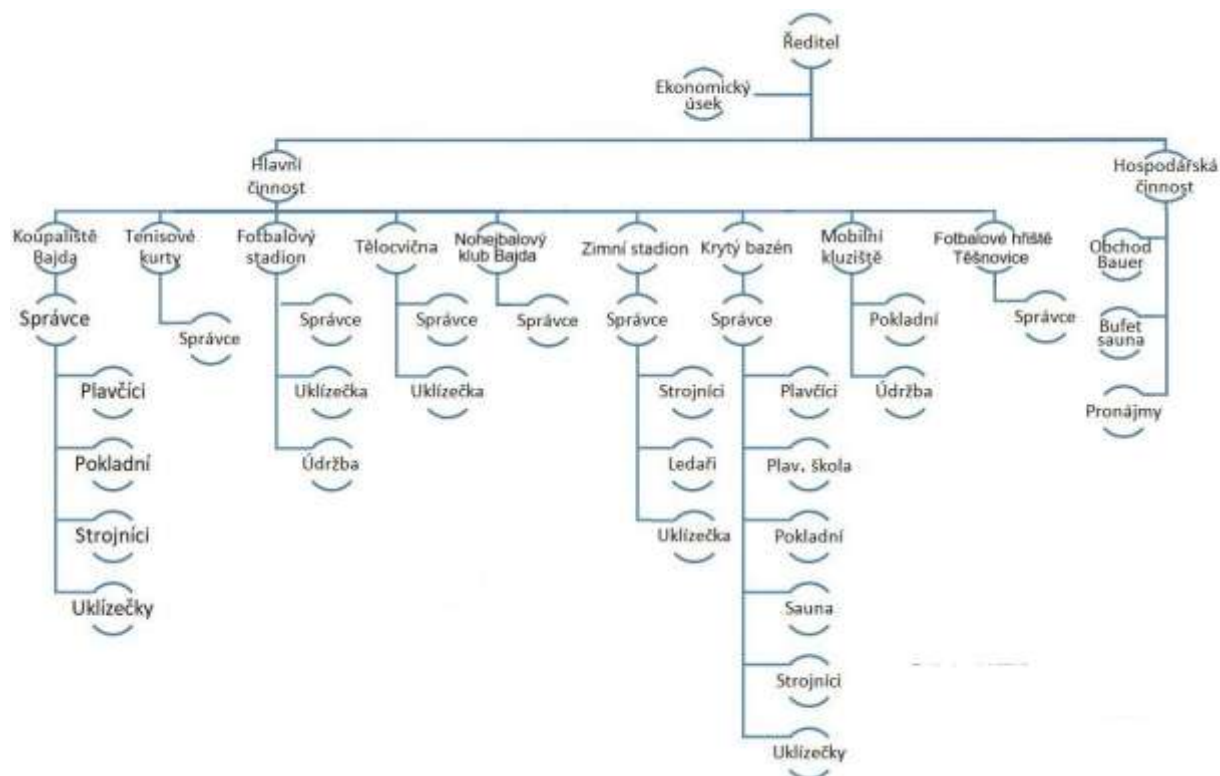 Ředitel
Ekonomický
úsek
Hlavní
činnost
Hospodářská
činnost
Koupaliště
Bajda
Tenisové
kurty
Fotbalový
stadion
Tělocvična
Nohejbalový
klub Bajda
Zimní stadion
Krytý bazén
Mobilní
kluziště
Fotbalové hřiště
Těšnovice
Obchod
Bauer
Správce
Správce
Správce
Správce
Správce
Správce
Správce
Pokladní
Správce
Bufet
sauna
Plavčíci
Uklízečka
Uklízečka
Strojníci
Plavčíci
Údržba
Pronájmy
Pokladní
Údržba
Ledaři
Plav. škola
Strojníci
Uklízečka
Pokladní
Uklízečky
Sauna
Strojníci
Uklízečky